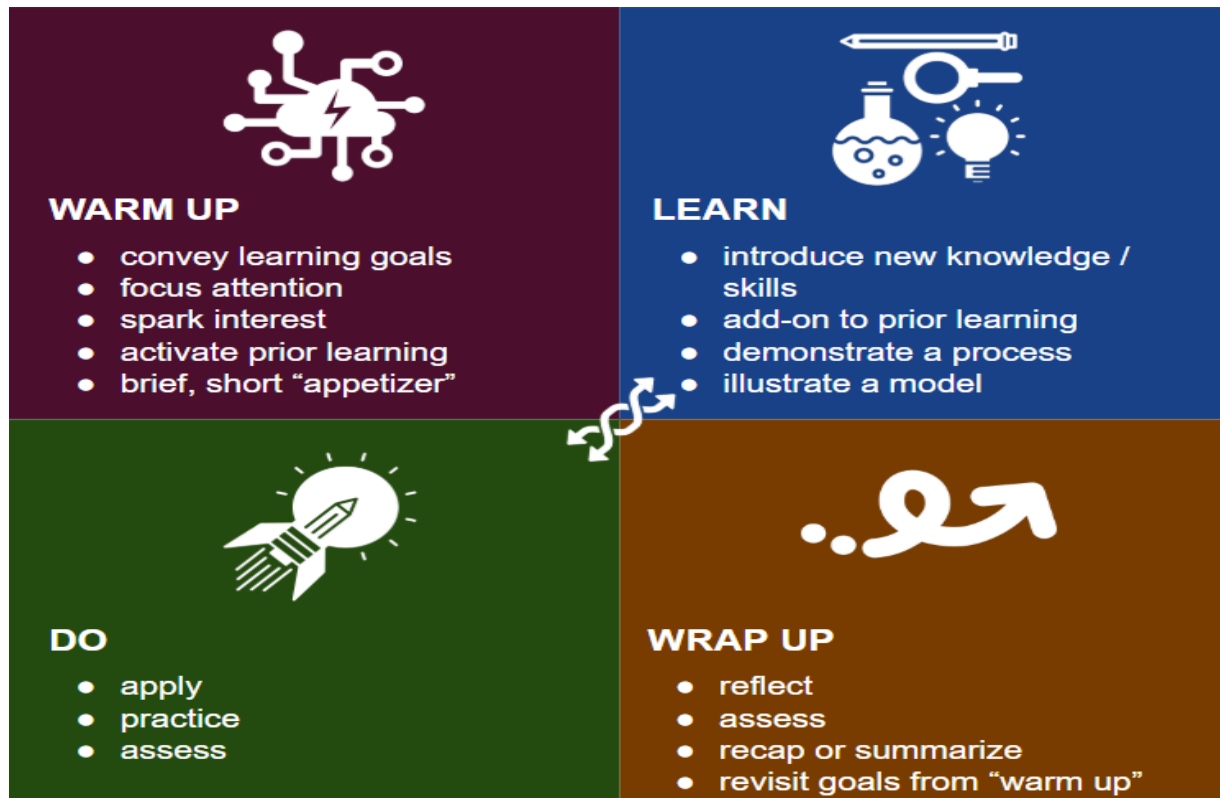 WARM UP
● convey learning goals
● focus attention
● spark interest
● activate prior learning
● brief, short “appetizer”
LEARN
● introduce new knowledge /
skills
● add-on to prior learning
● demonstrate a process
● illustrate a model
DO
● apply
● practice
● assess
WRAP UP
● reflect
● assess
● recap or summarize
● revisit goals from “warm up”